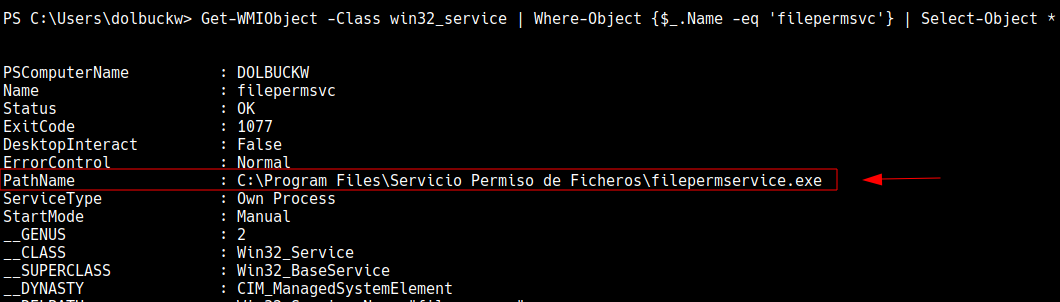 PS C:\Users\dolbuckw> Get-WMIObject -Class win32_service | Where-Object {$_.Name -eq 'filepermsvc'} | Select-Object *
PSComputerName : DOLBUCKW
Name : filepermsvc
Status : OK
ExitCode : 1077
DesktopInteract : False
ErrorControl : Normal
PathName : C:\Program Files\Servicio Permiso de Ficheros\filepermservice.exe
ServiceType : Own Process
StartMode : Manual
__GENUS : 2
__CLASS : Win32_Service
__SUPERCLASS : Win32_BaseService
__DYNASTY : CIM_ManagedSystemElement